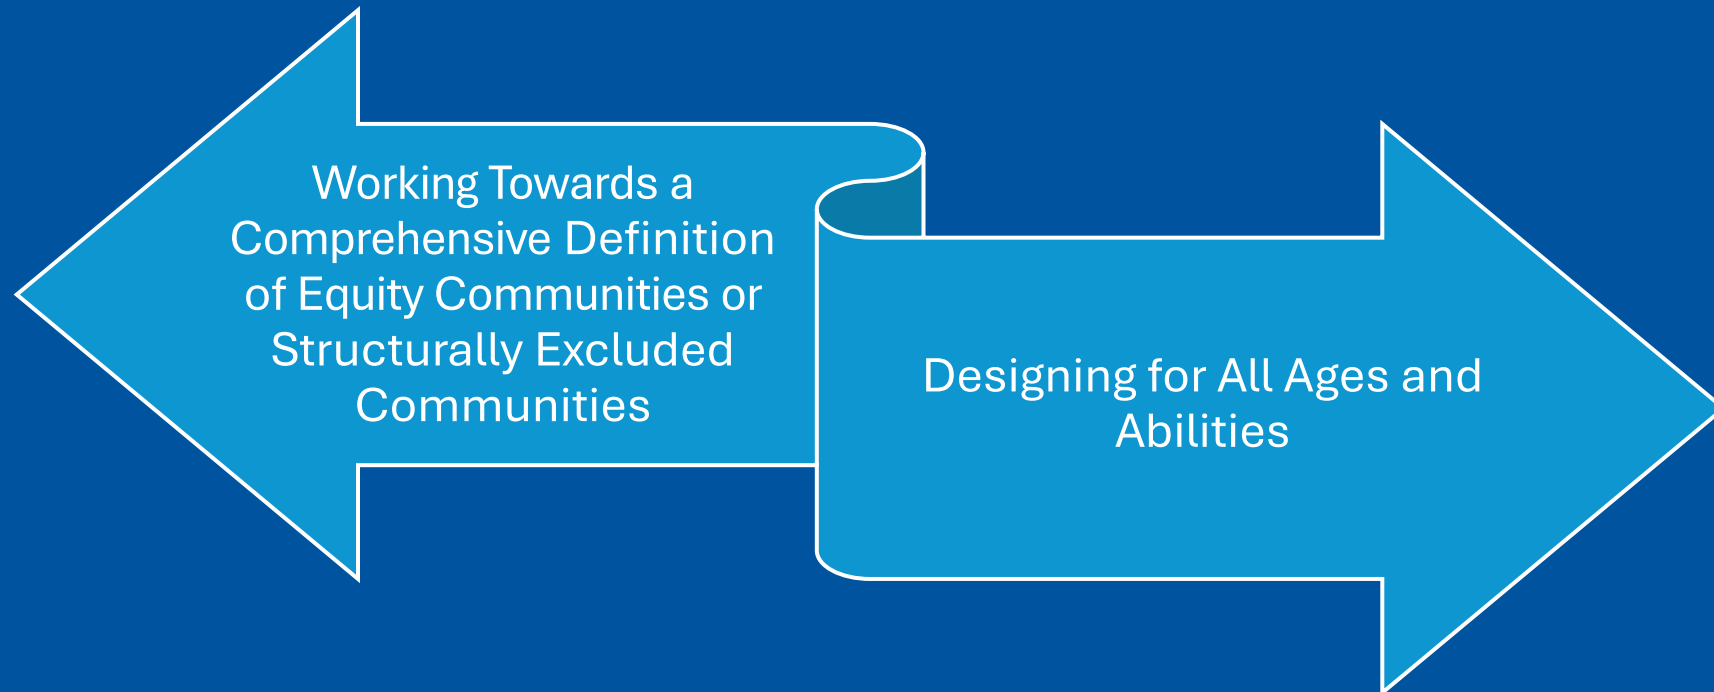 Working Towards a
Comprehensive Definition
of Equity Communities or
Structurally Excluded
Communities
Designing for All Ages and
Abilities